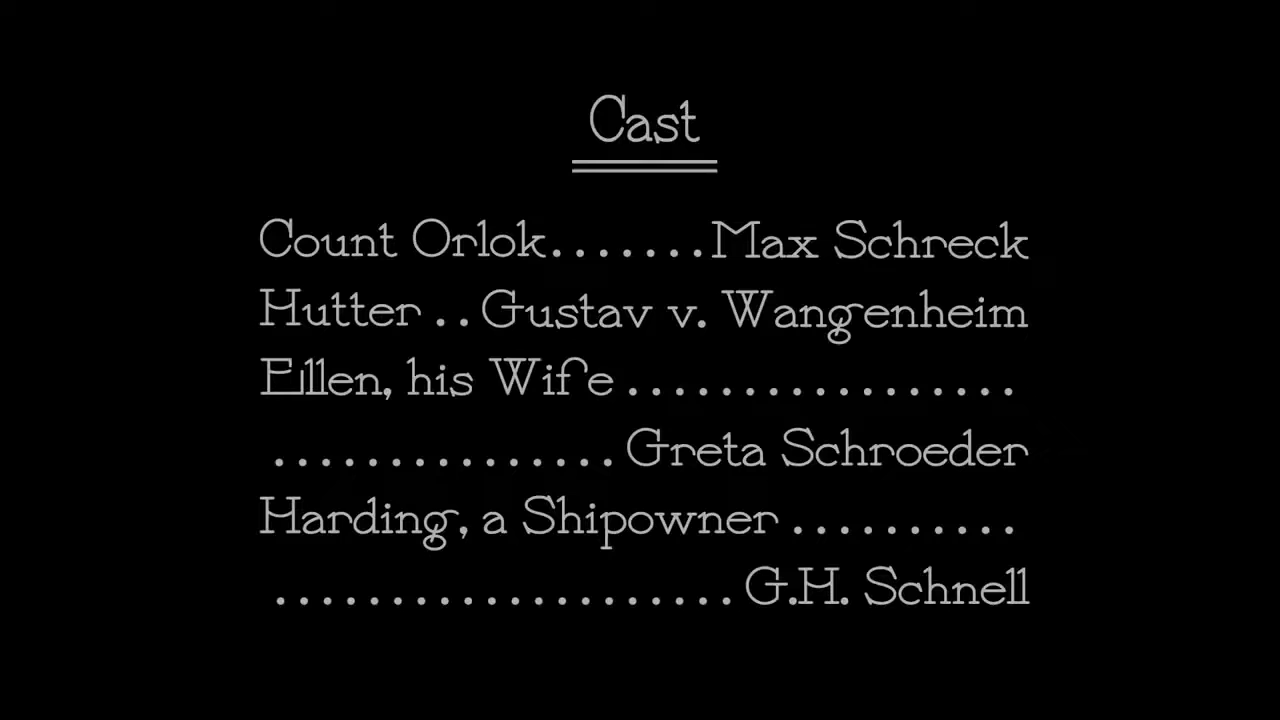 Cast
Count Orlok.......Max Schreck
Hutter ..Gustav v. Wangenheim
Ellen, his Wife .................
...............Greta Schroeder
Harding, a Shipowner ..........
....................G.H. Schnell